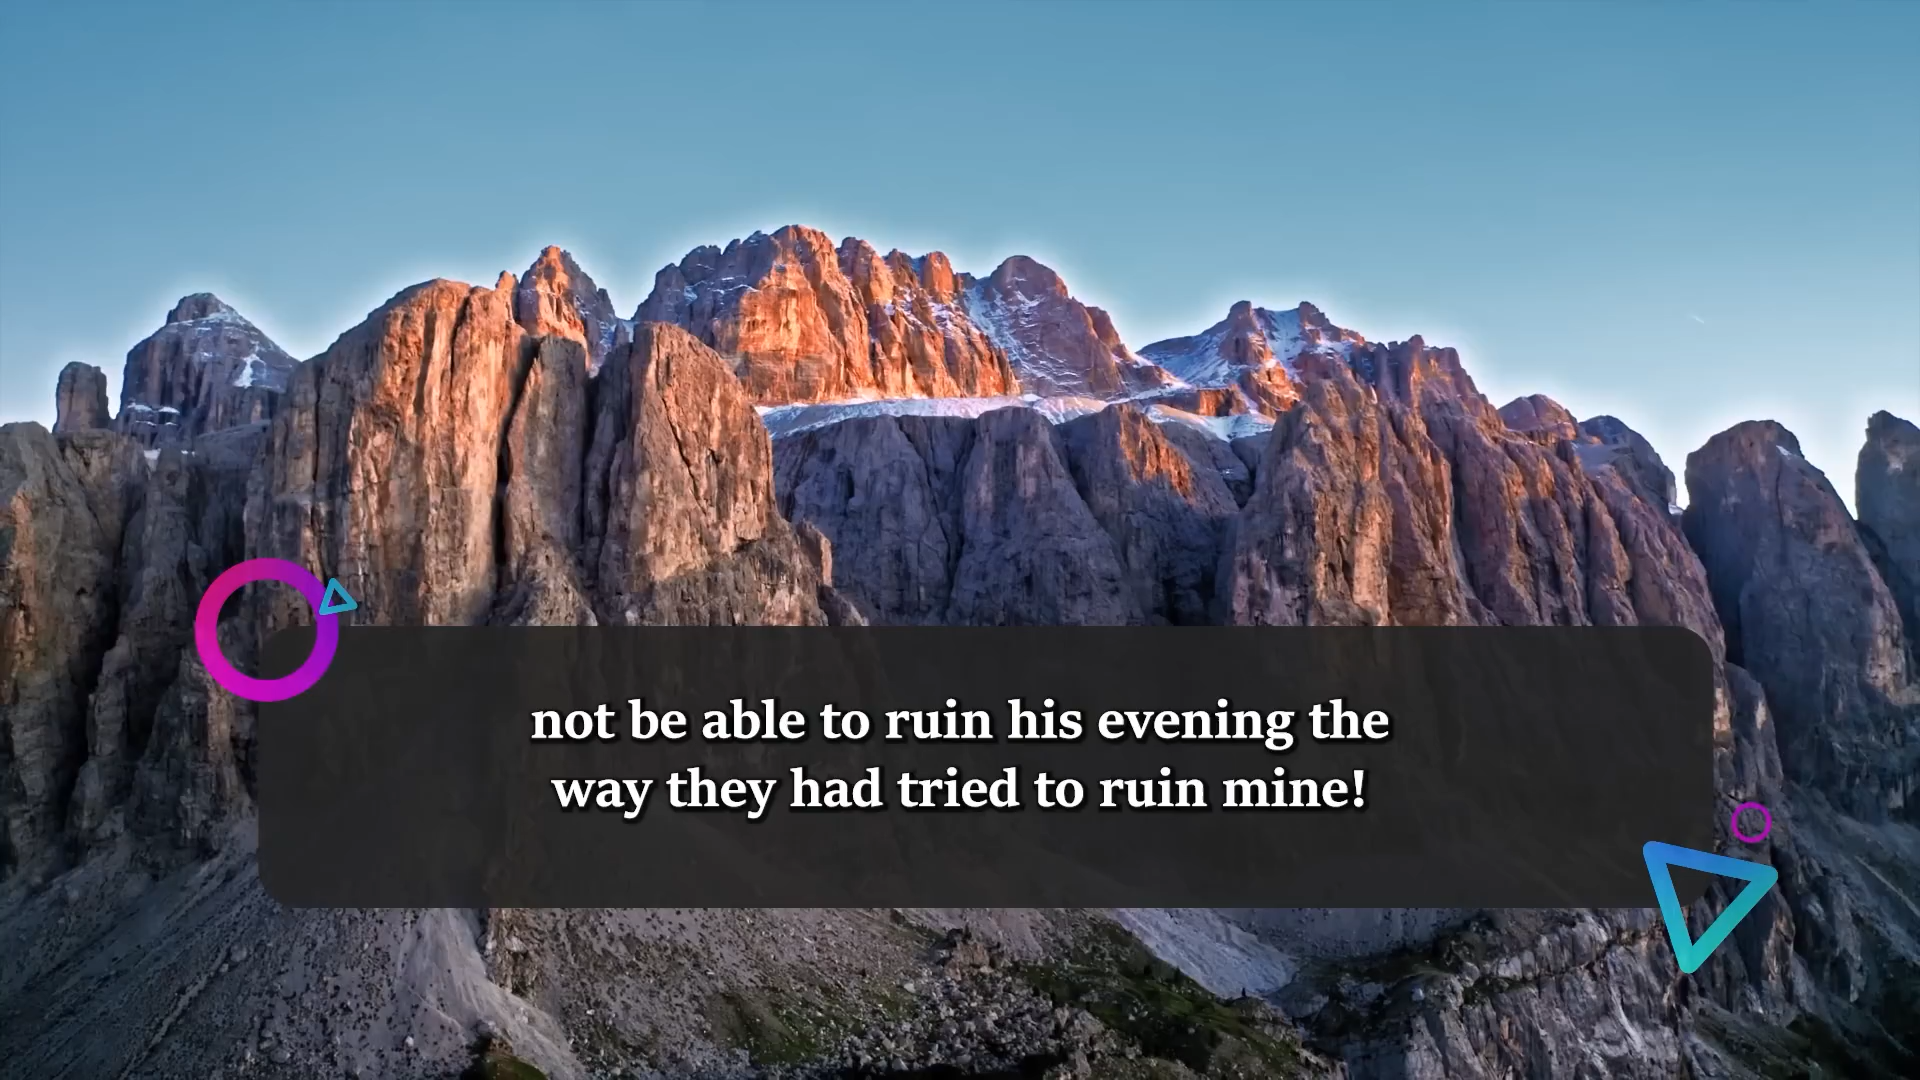 not be able to ruin his evening the
way they had tried to ruin mine!